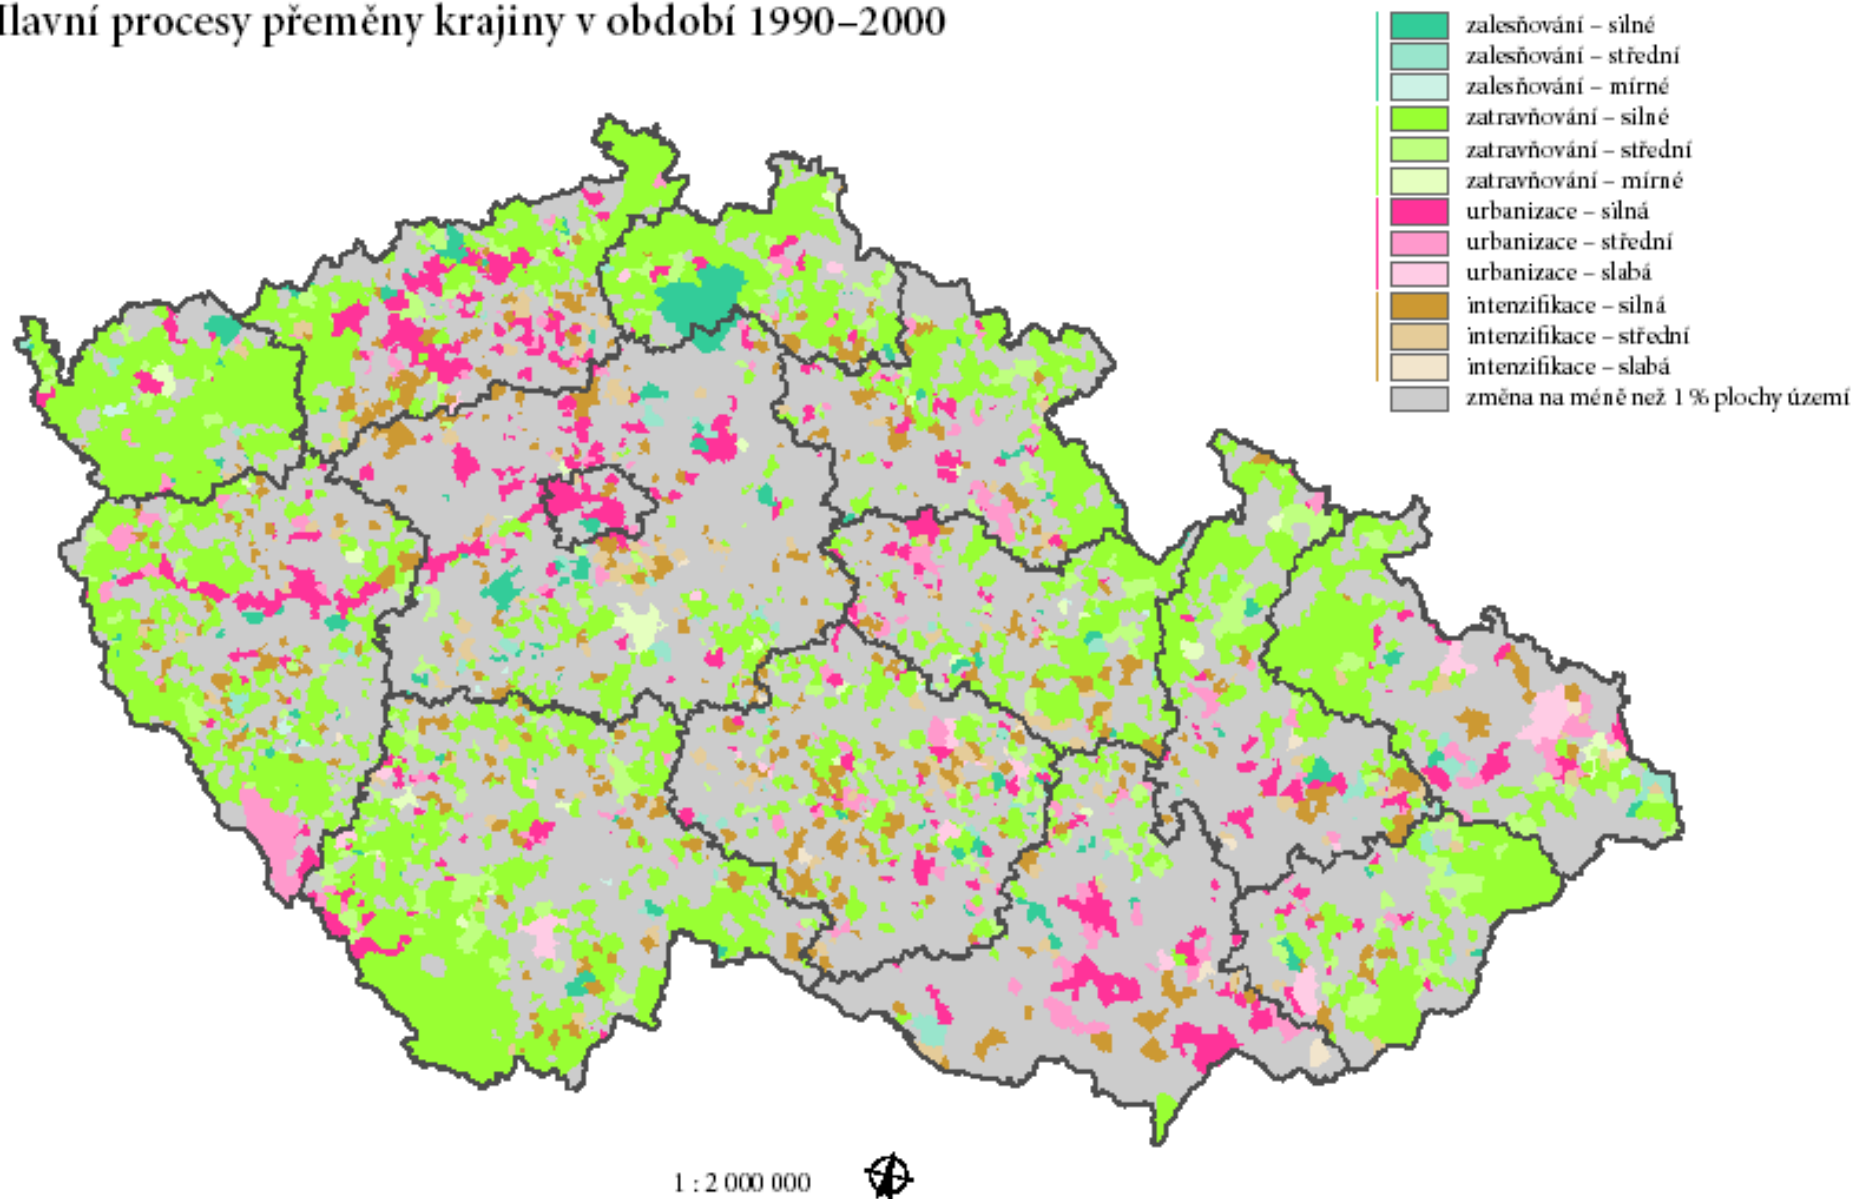 Hlavní procesy přeměny krajiny v období 1990–2000
zalesňování – silné
zalesňování – střední
zalesňování – mírné
zatravňování – silné
zatravňování – střední
zatravňování – mírné
urbanizace – silná
urbanizace – střední
urbanizace – slabá
intenzifikace – silná
intenzifikace – střední
intenzifikace – slabá
změna na méně než 1 % plochy území
1 : 2 000 000